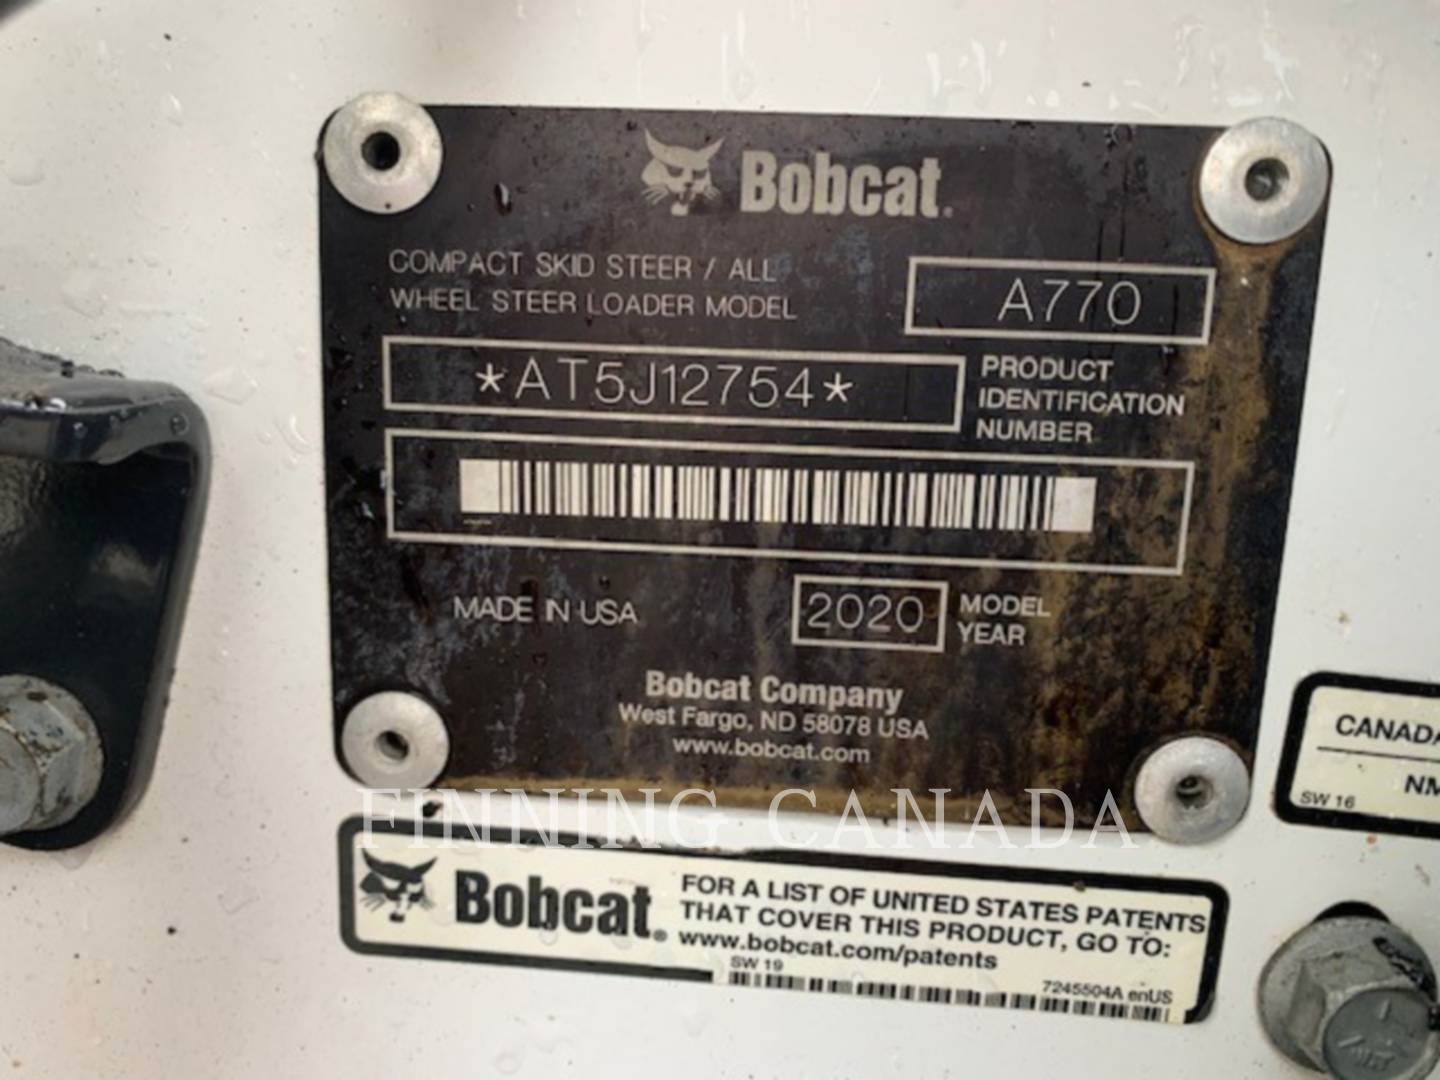 Bobcat.
COMPACT SKID STEER / ALL
WHEEL STEER LOADER MODEL
A770
*AT5J12754*
PRODUCT
IDENTIFICATION
NUMBER
MADE IN USA
2020
MODEL
YEAR
Bobcat Company
West Fargo, ND 58078 USA
www.bobcat.com
FINNING CANADA
CANADA
NM
SW 16
Bobcat.
FOR A LIST OF UNITED STATES PATENTS
THAT COVER THIS PRODUCT, GO TO:
www.bobcat.com/patents
SW 19
7245504A enUS